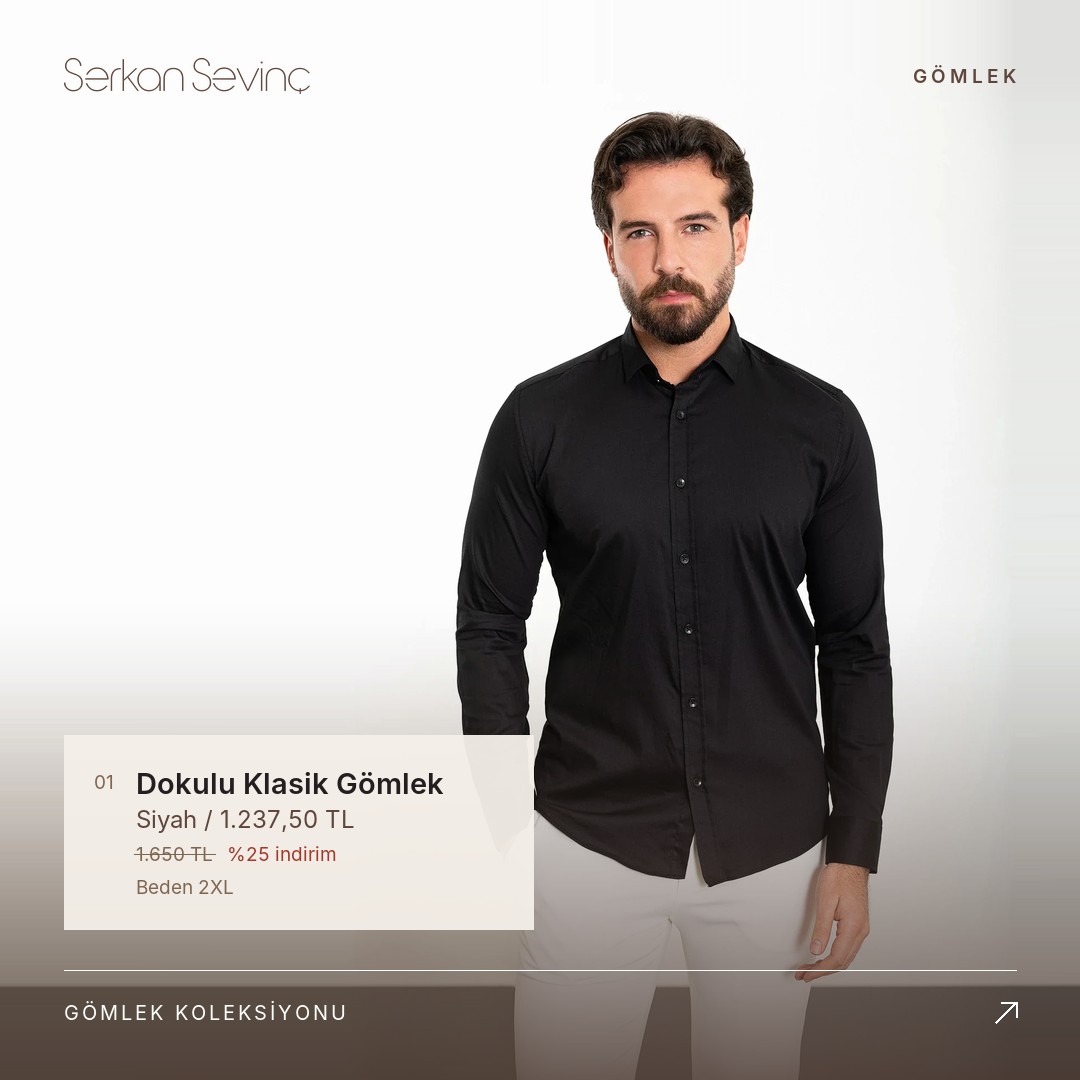 Serkan Sevinç
GÖMLEK
01 Dokulu Klasik Gömlek
Siyah / 1.237,50 TL
1.650 TL %25 indirim
Beden 2XL
GÖMLEK KOLEKSİYONU